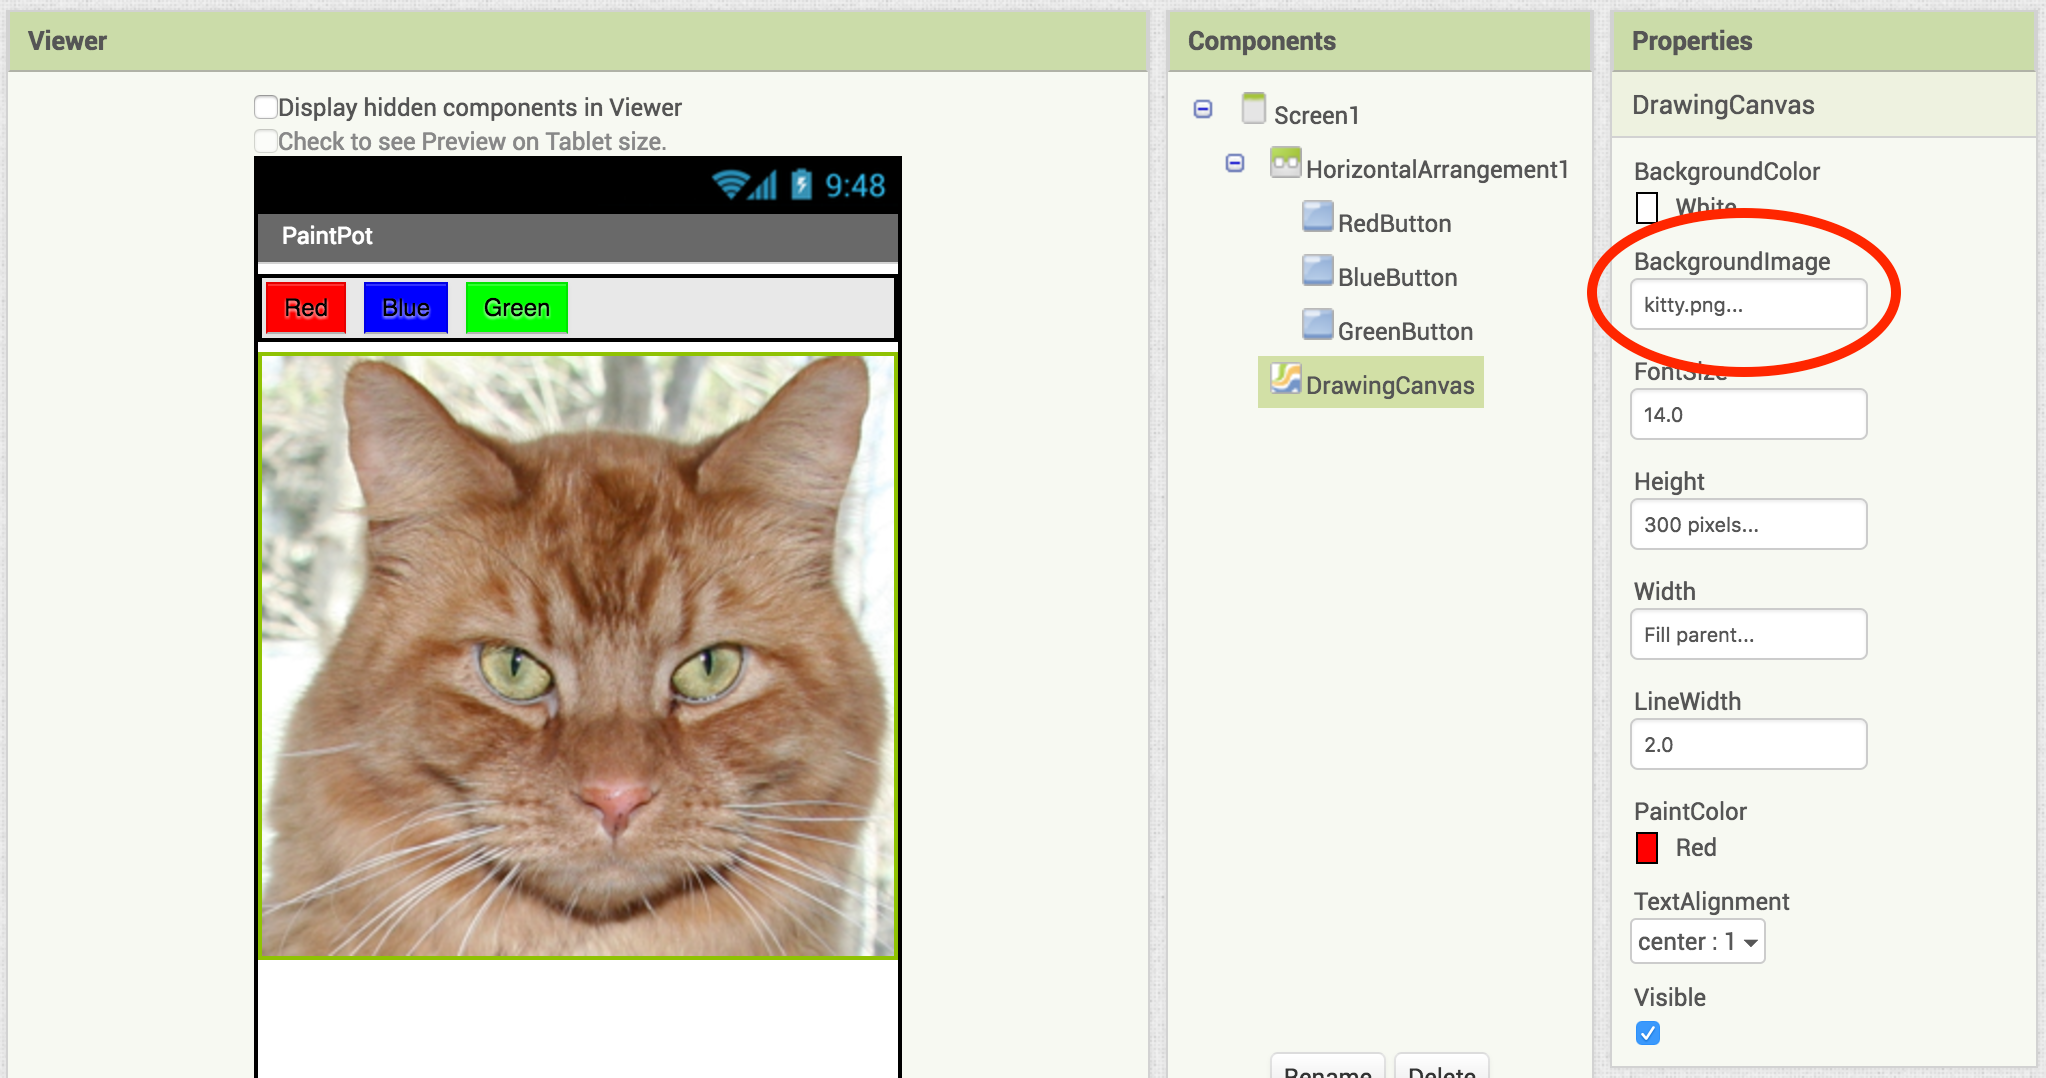 Viewer
Display hidden components in Viewer
Check to see Preview on Tablet size.
9:48
PaintPot
Red Blue Green
Components
Screen1
HorizontalArrangement1
RedButton
BlueButton
GreenButton
DrawingCanvas
Rename Delete
Properties
DrawingCanvas
BackgroundColor
White
BackgroundImage
kitty.png...
FontSize
14.0
Height
300 pixels...
Width
Fill parent...
LineWidth
2.0
PaintColor
Red
TextAlignment
center : 1
Visible